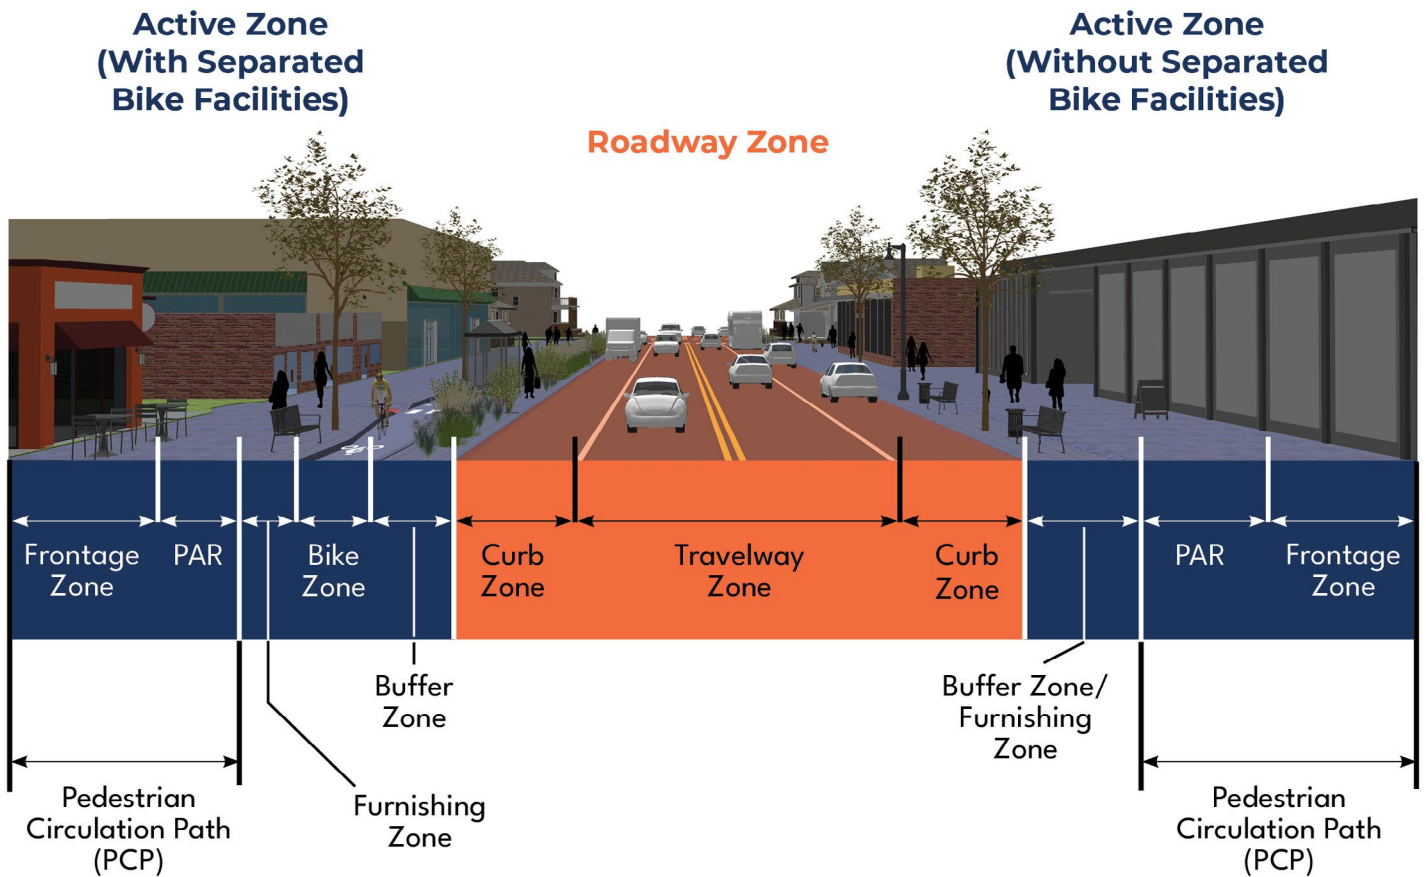 Active Zone
(With Separated
Bike Facilities)
Active Zone
(Without Separated
Bike Facilities)
Roadway Zone
Frontage
Zone
PAR
Bike
Zone
Curb
Zone
Travelway
Zone
Curb
Zone
PAR
Frontage
Zone
Buffer
Zone
Furnishing
Zone
Buffer Zone/
Furnishing
Zone
Pedestrian
Circulation Path
(PCP)
Pedestrian
Circulation Path
(PCP)